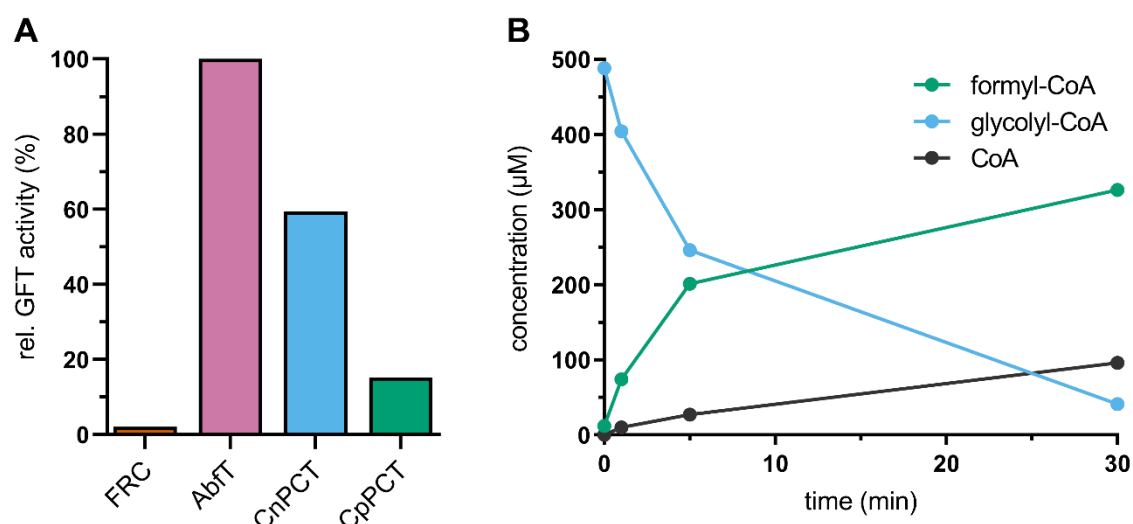 A
rel. GFT activity (%)
100
80
60
40
20
0
FRC
AbfT
CnPCT
CpPCT
B
concentration (µM)
500
400
300
200
100
0
formyl-CoA
glycolyl-CoA
CoA
0
10
20
30
time (min)